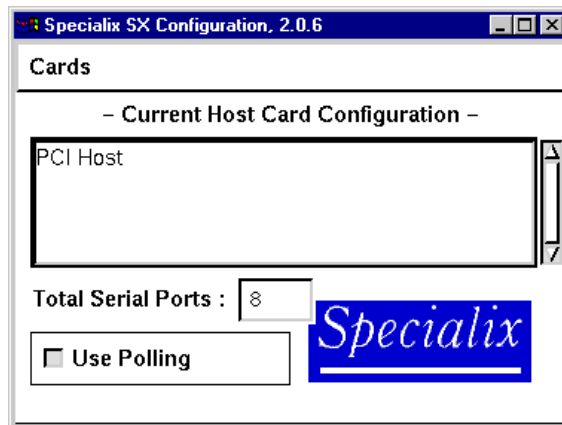 Specialix SX Configuration, 2.0.6
Cards
– Current Host Card Configuration –
PCI Host
Total Serial Ports : 8
Specialix
Use Polling